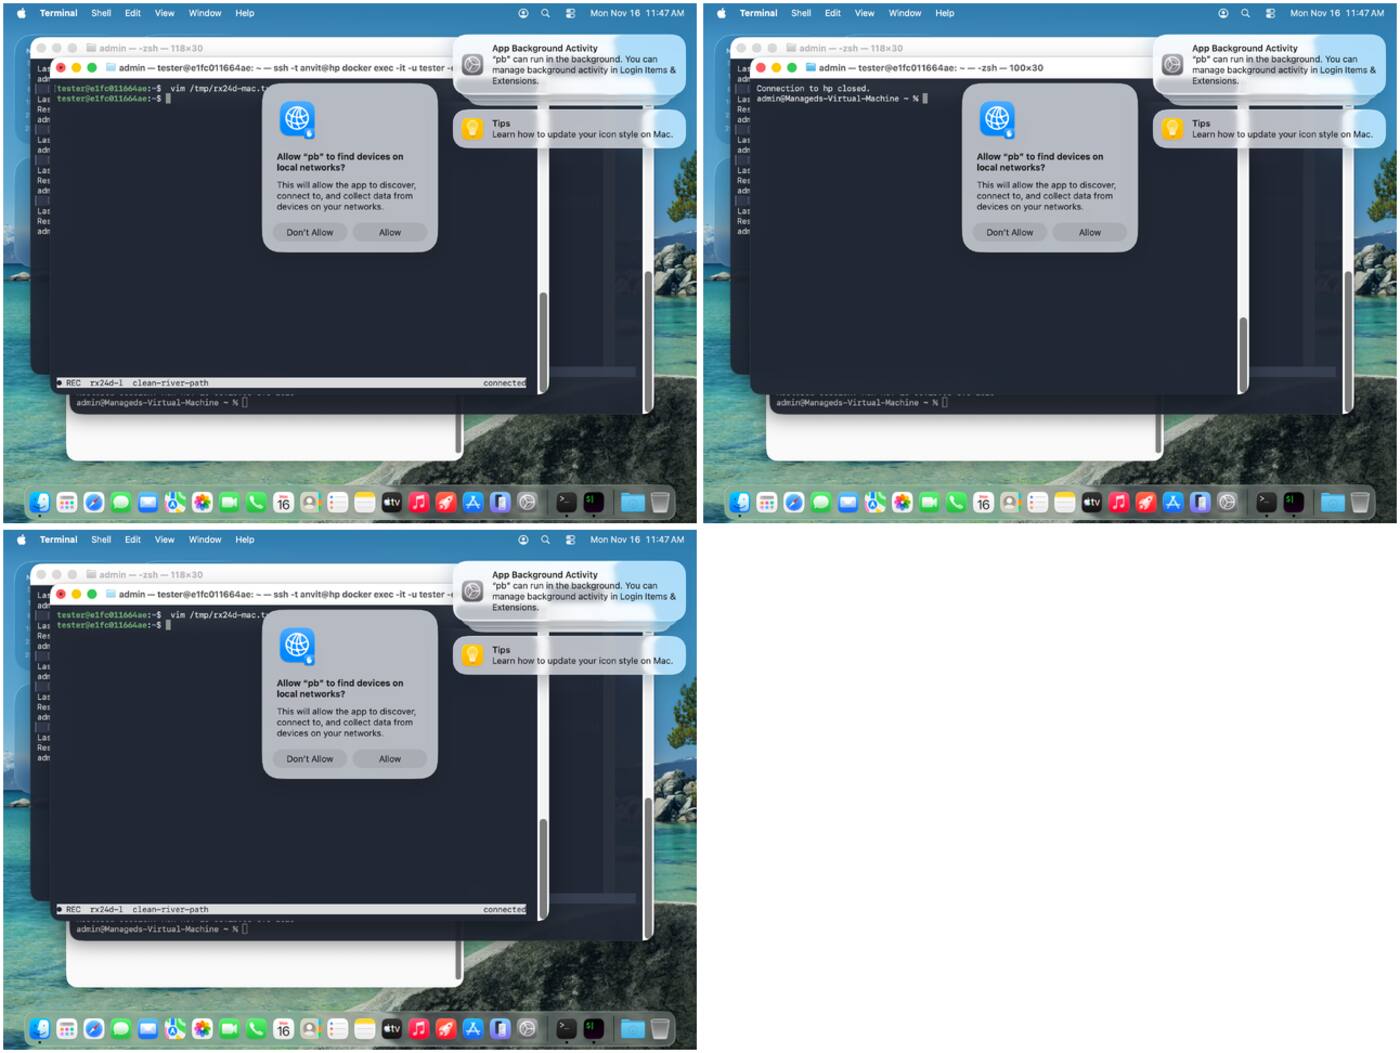 Terminal Shell Edit View Window Help Mon Nov 16 11:47 AM
admin — -zsh — 118×30
admin — tester@e1fc011664ae: ~ — ssh -t anvit@hp docker exec -it -u tester -
tester@e1fc011664ae:~$ vim /tmp/rx24d-mac.t
tester@e1fc011664ae:~$
App Background Activity
"pb" can run in the background. You can
manage background activity in Login Items &
Extensions.
Tips
Learn how to update your icon style on Mac.
Allow "pb" to find devices on
local networks?
This will allow the app to discover,
connect to, and collect data from
devices on your networks.
Don't Allow Allow
REC rx24d-l clean-river-path connected
admin@Manageds-Virtual-Machine ~ %
16
tv
Terminal Shell Edit View Window Help Mon Nov 16 11:47 AM
admin — -zsh — 118×30
admin — tester@e1fc011664ae: ~ — -zsh — 100×30
Connection to hp closed.
admin@Manageds-Virtual-Machine ~ %
App Background Activity
"pb" can run in the background. You can
manage background activity in Login Items &
Extensions.
Tips
Learn how to update your icon style on Mac.
Allow "pb" to find devices on
local networks?
This will allow the app to discover,
connect to, and collect data from
devices on your networks.
Don't Allow Allow
admin@Manageds-Virtual-Machine ~ %
16
tv
Terminal Shell Edit View Window Help Mon Nov 16 11:47 AM
admin — -zsh — 118×30
admin — tester@e1fc011664ae: ~ — ssh -t anvit@hp docker exec -it -u tester -
tester@e1fc011664ae:~$ vim /tmp/rx24d-mac.t
tester@e1fc011664ae:~$
App Background Activity
"pb" can run in the background. You can
manage background activity in Login Items &
Extensions.
Tips
Learn how to update your icon style on Mac.
Allow "pb" to find devices on
local networks?
This will allow the app to discover,
connect to, and collect data from
devices on your networks.
Don't Allow Allow
REC rx24d-l clean-river-path connected
admin@Manageds-Virtual-Machine ~ %
16
tv